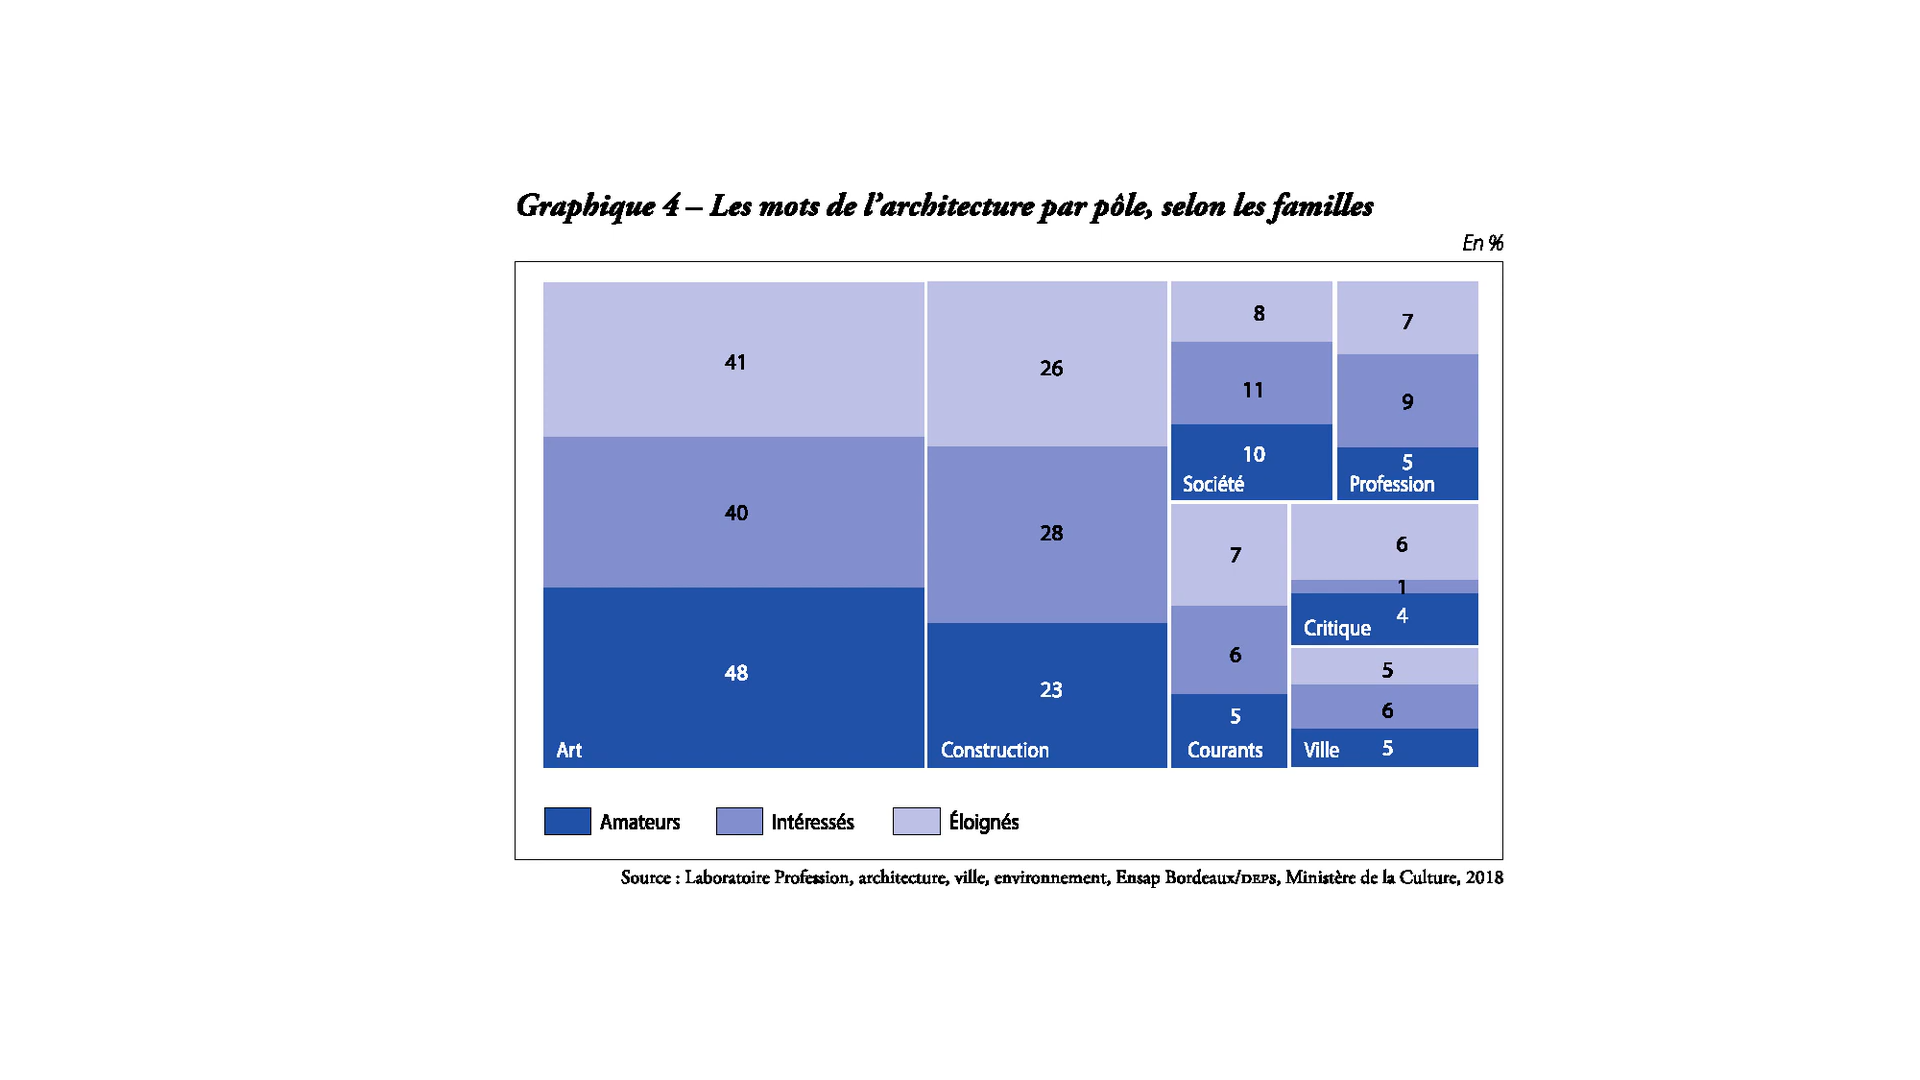 Graphique 4 – Les mots de l’architecture par pôle, selon les familles
En %
41
40
48
Art
26
28
23
Construction
8
11
10
Société
7
9
5
Profession
7
6
5
Courants
6
1
4
Critique
5
6
5
Ville
Amateurs
Intéressés
Éloignés
Source : Laboratoire Profession, architecture, ville, environnement, Ensap Bordeaux/DEPS, Ministère de la Culture, 2018